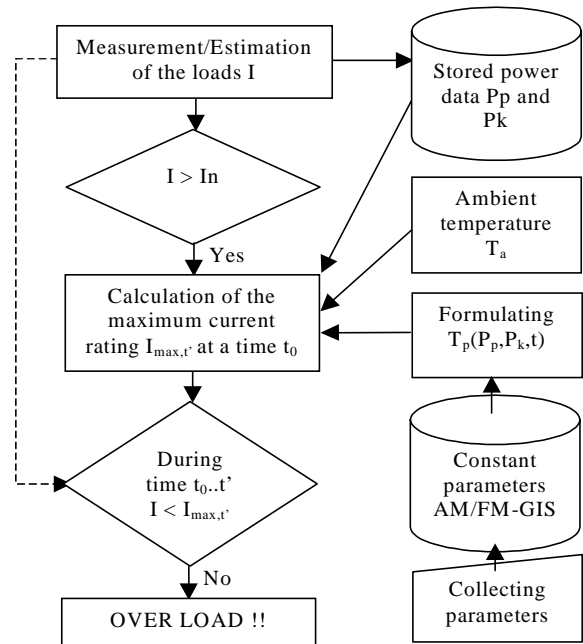 Measurement/Estimation
of the loads I
Stored power
data Pp and
Pk
I > In
Yes
Ambient
temperature
Ta
Calculation of the
maximum current
rating Imax,t' at a time t0
Formulating
Tp(Pp,Pk,t)
During
time t0..t'
I < Imax,t'
Constant
parameters
AM/FM-GIS
No
Collecting
parameters
OVER LOAD !!